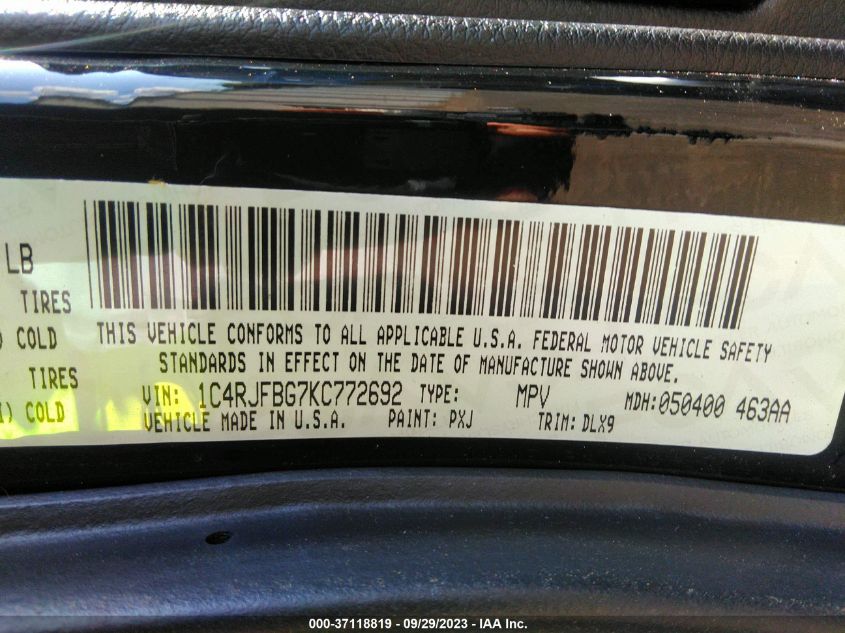 LB
TIRES
COLD
TIRES
COLD
THIS VEHICLE CONFORMS TO ALL APPLICABLE U.S.A. FEDERAL MOTOR VEHICLE SAFETY
STANDARDS IN EFFECT ON THE DATE OF MANUFACTURE SHOWN ABOVE.
VIN: 1C4RJFBG7KC772692 TYPE: MPV MDH:050400 463AA
VEHICLE MADE IN U.S.A. PAINT: PXJ TRIM: DLX9
000-37118819 - 09/29/2023 - IAA Inc.